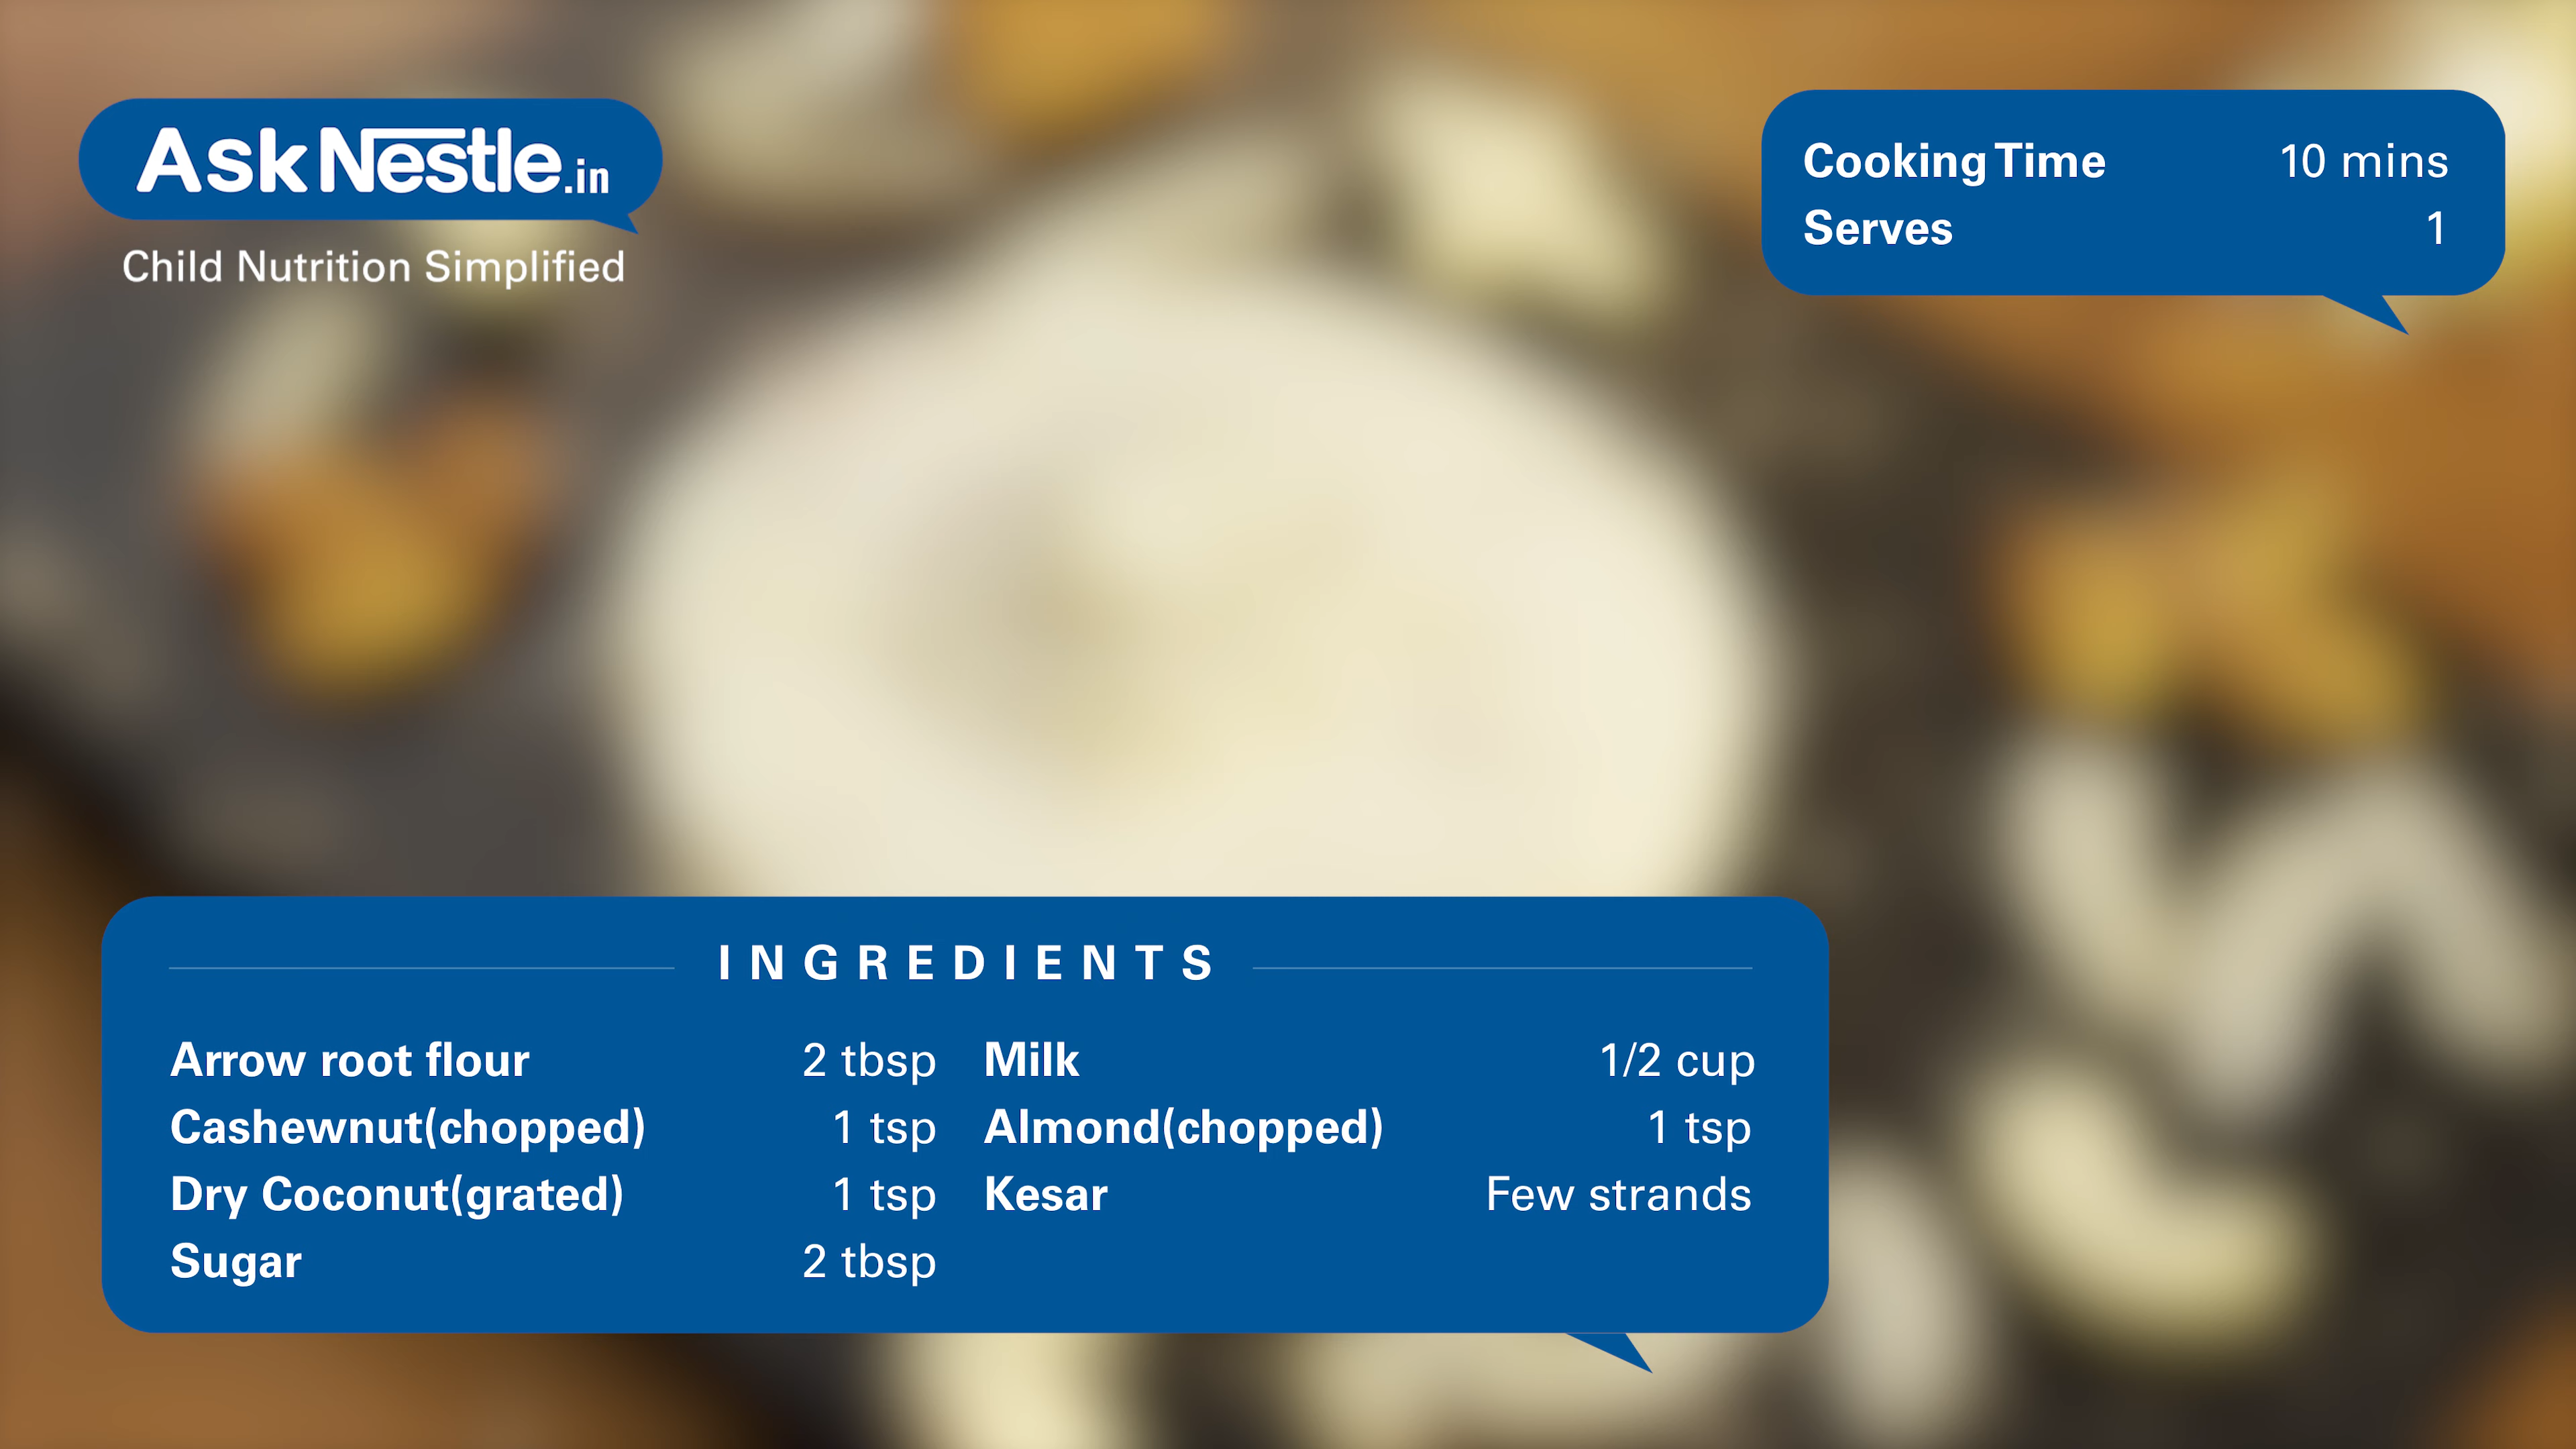 AskNestle.in
Child Nutrition Simplified
Cooking Time 10 mins
Serves 1
INGREDIENTS
Arrow root flour 2 tbsp Milk 1/2 cup
Cashewnut(chopped) 1 tsp Almond(chopped) 1 tsp
Dry Coconut(grated) 1 tsp Kesar Few strands
Sugar 2 tbsp